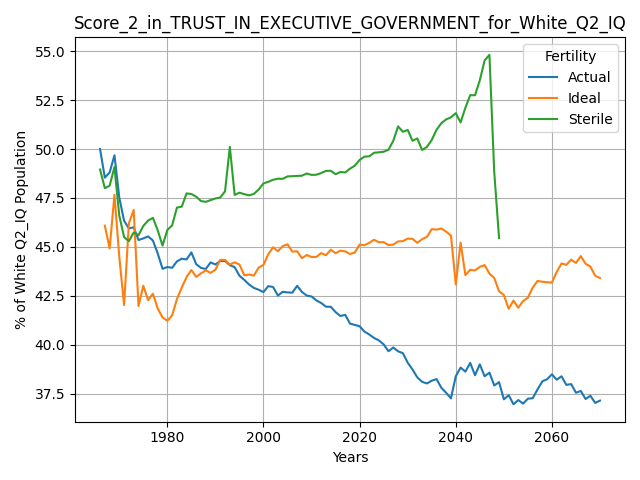 Score_2_in_TRUST_IN_EXECUTIVE_GOVERNMENT_for_White_Q2_IQ
Fertility
Actual
Ideal
Sterile
% of White Q2_IQ Population
55.0
52.5
50.0
47.5
45.0
42.5
40.0
37.5
1980
2000
2020
2040
2060
Years